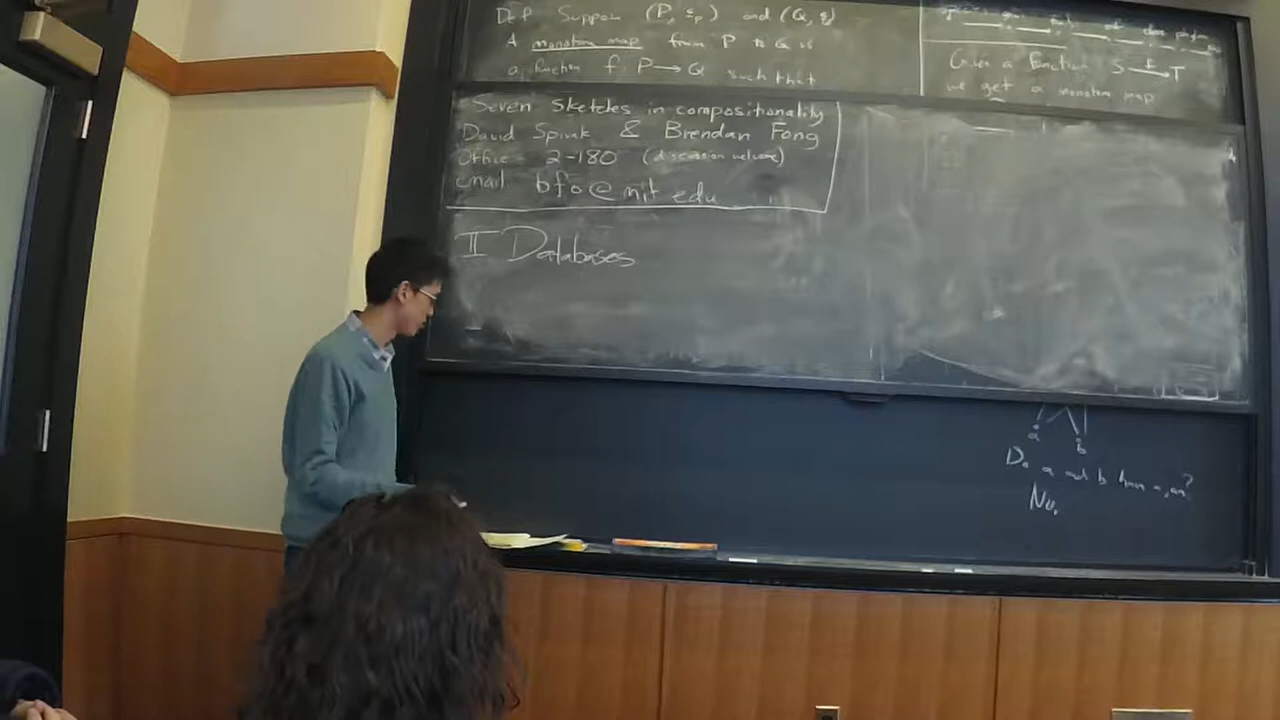 Def Suppose (P, ≤p) and (Q, ≤)
A monotone map from P to Q is
a function f P → Q such that
Given a function S → T
we get a monotone map
Seven Sketches in compositionality
David Spivak & Brendan Fong
Office 2-180 (discussion welcome)
email bfo@mit edu
II Databases
a
b
Do a and b have a
No.